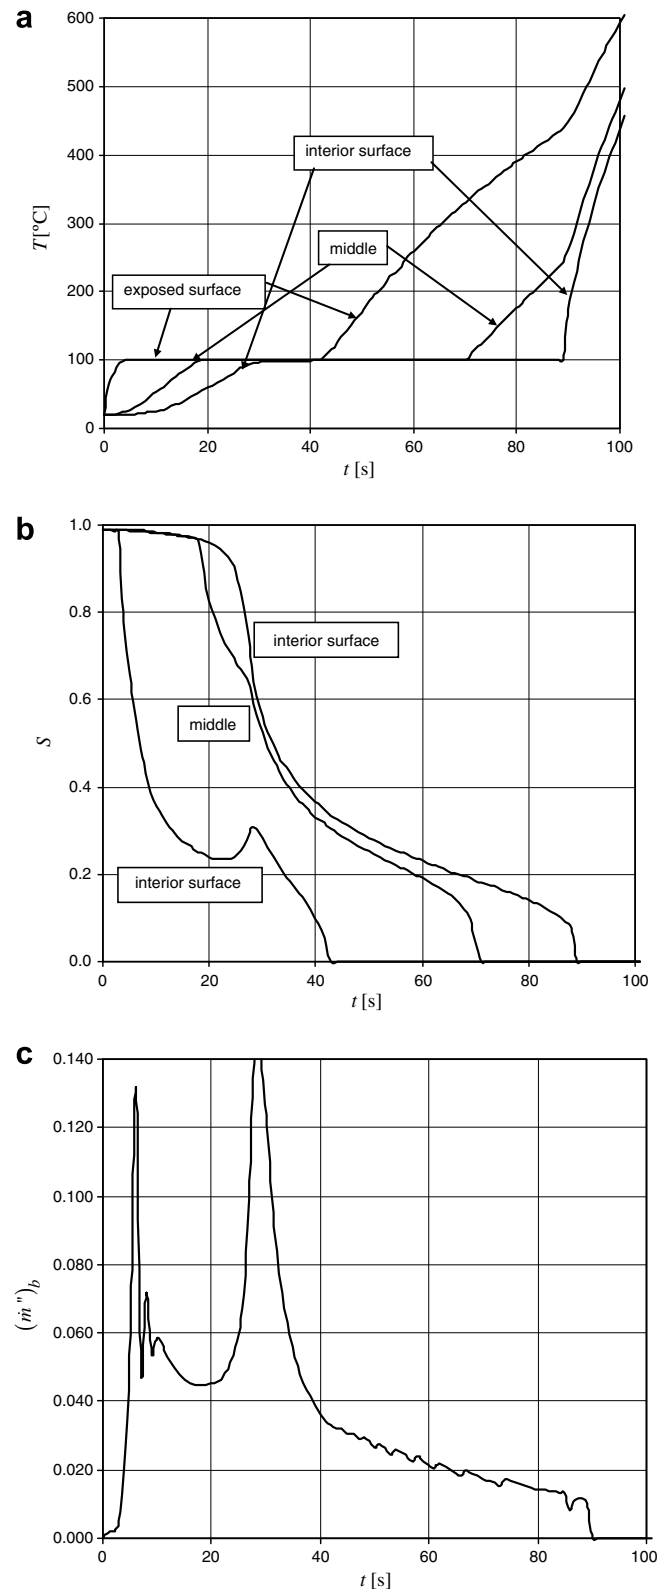 a
600
500
400
300
200
100
0
T[ºC]
interior surface
middle
exposed surface
0 20 40 60 80 100
t [s]
b
1.0
0.8
0.6
0.4
0.2
0.0
S
interior surface
middle
interior surface
0 20 40 60 80 100
t [s]
c
0.140
0.120
0.100
0.080
0.060
0.040
0.020
0.000
(ṁ")b
0 20 40 60 80 100
t [s]